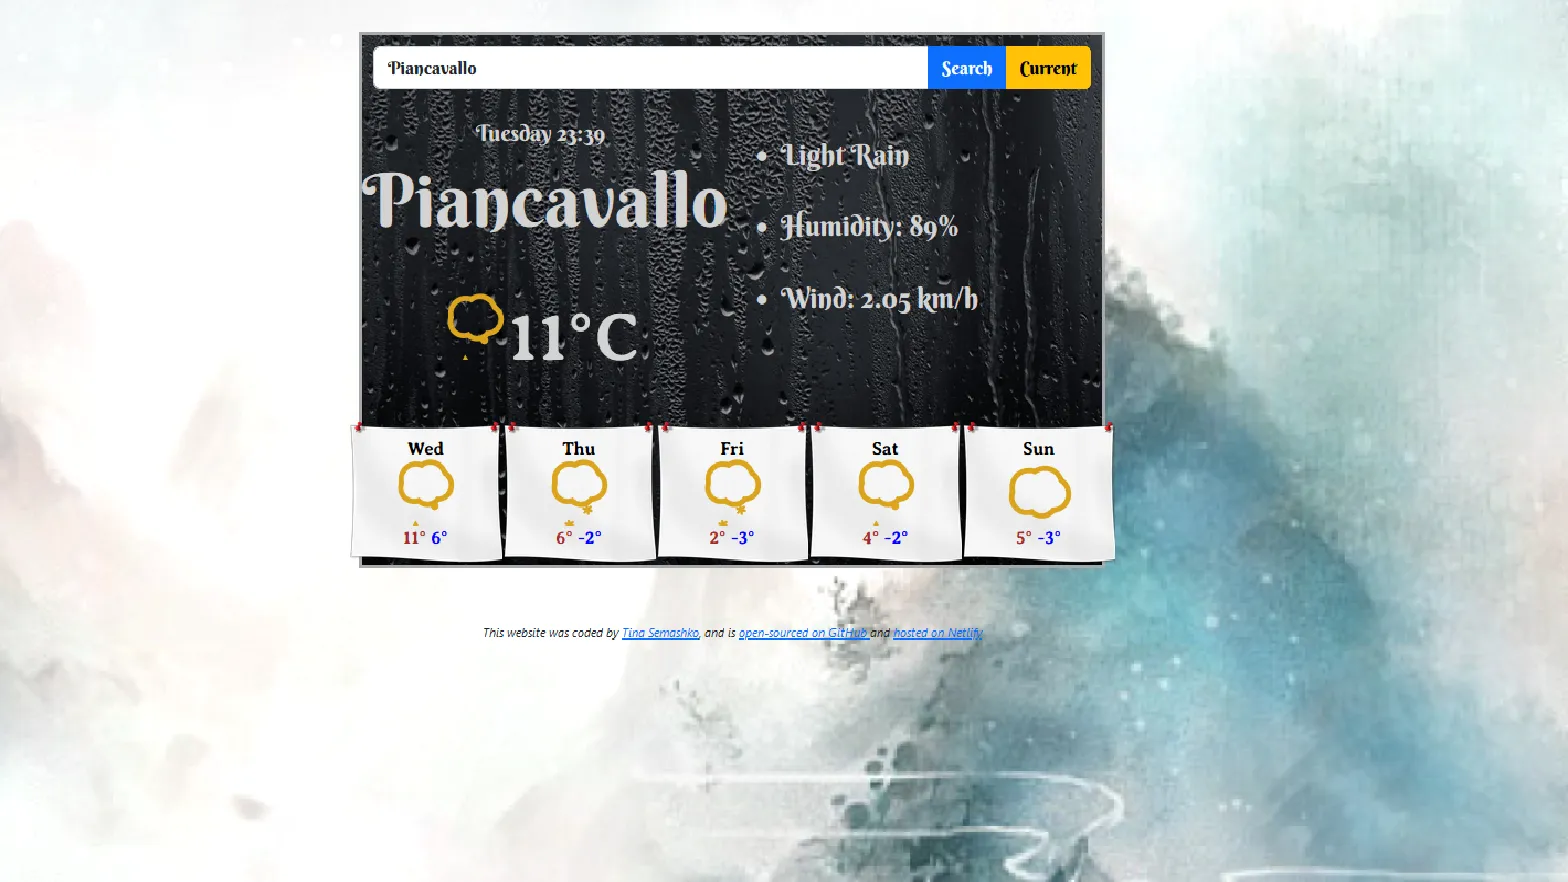 Piancavallo
Search
Current
Tuesday 23:39
Piancavallo
11°C
• Light Rain
• Humidity: 89%
• Wind: 2.05 km/h
Wed
11° 6°
Thu
6° -2°
Fri
2° -3°
Sat
4° -2°
Sun
5° -3°
This website was coded by Tina Semashko, and is open-sourced on GitHub and hosted on Netlify